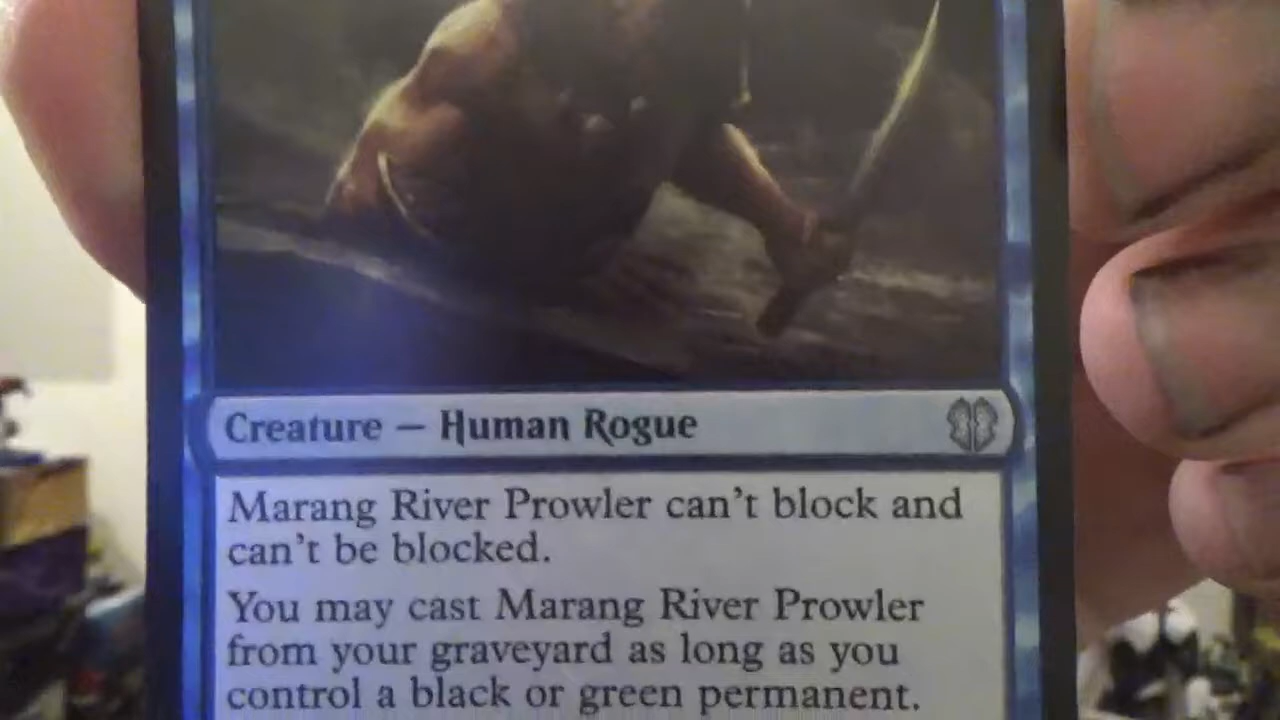 Creature — Human Rogue
Marang River Prowler can't block and
can't be blocked.
You may cast Marang River Prowler
from your graveyard as long as you
control a black or green permanent.